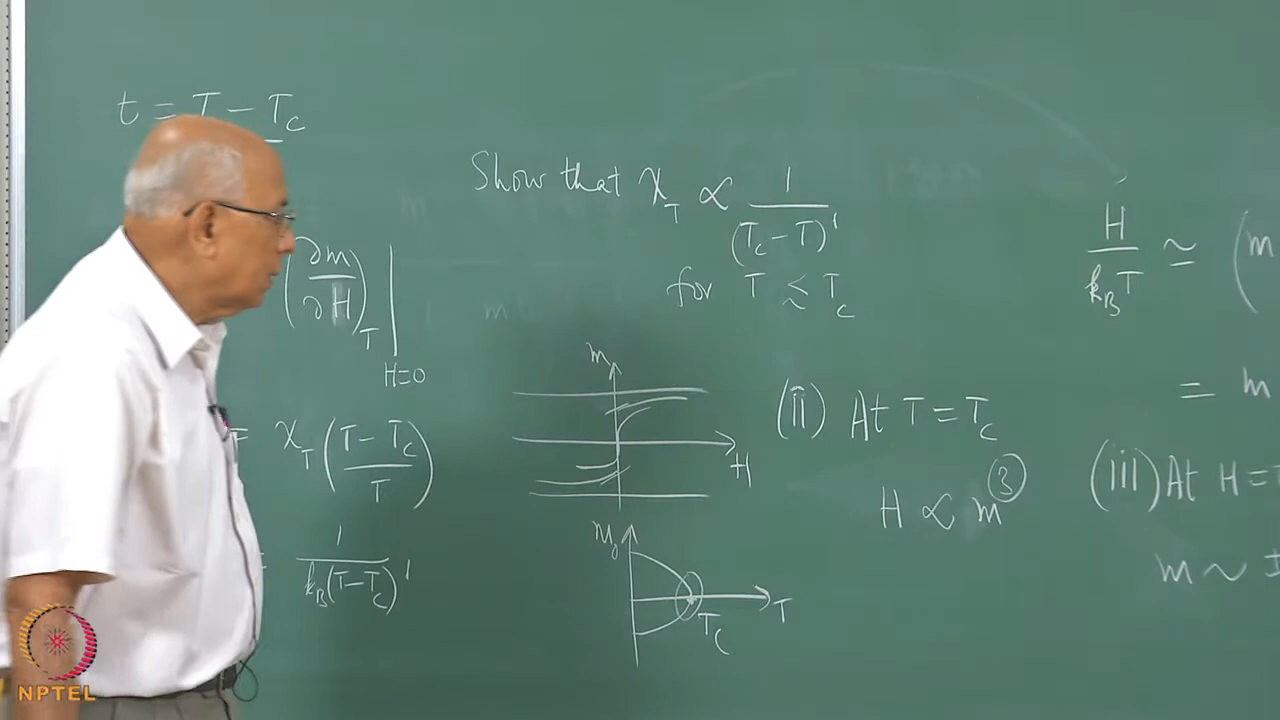 t = T - T_C
Show that χ_T ∝ 1/(T_C - T)^1
for T ≲ T_C
(∂m/∂H)_T |_{H=0}
= χ_T ((T - T_C)/T)
1/(k_B(T - T_C)^1)
m
H
M_0
T_C
T
(ii) At T = T_C
H ∝ m^③
H/(k_B T) ≃ (m
= m
(iii) At H =
m ~ ±
NPTEL